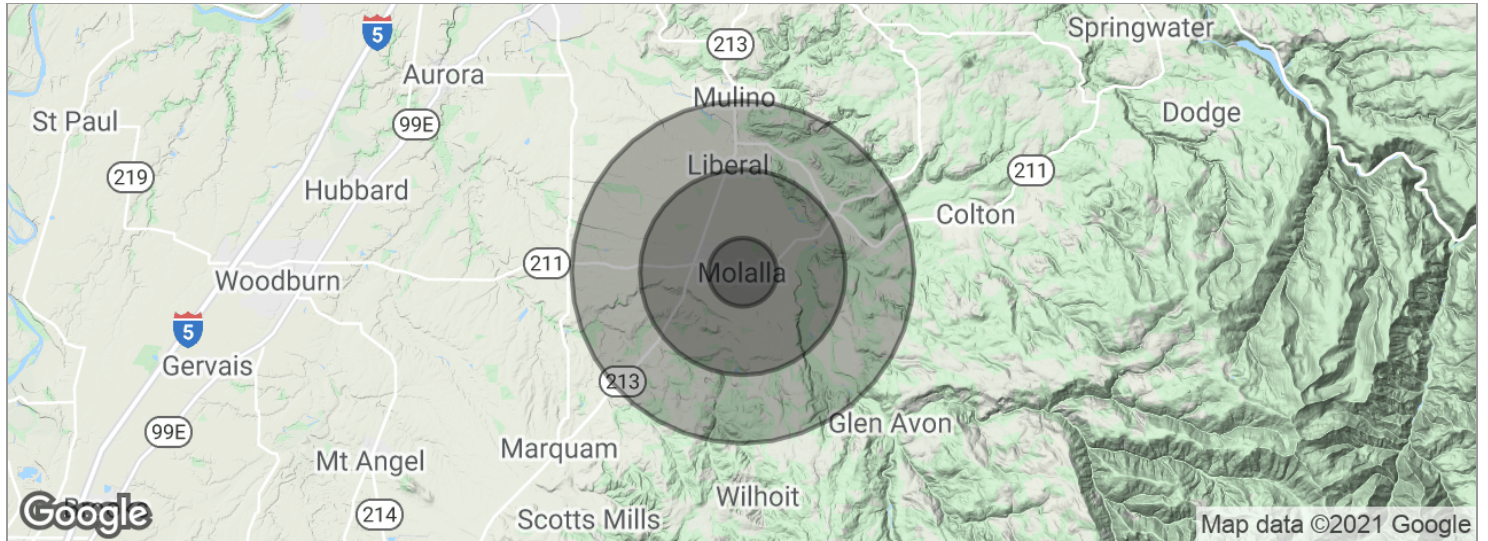 Springwater
5
213
Aurora
Mulino
Dodge
St Paul
99E
Liberal
211
219
Hubbard
Colton
211
Molalla
Woodburn
5
Gervais
213
Glen Avon
99E
Marquam
Mt Angel
Wilhoit
214
Scotts Mills
Google
Map data ©2021 Google